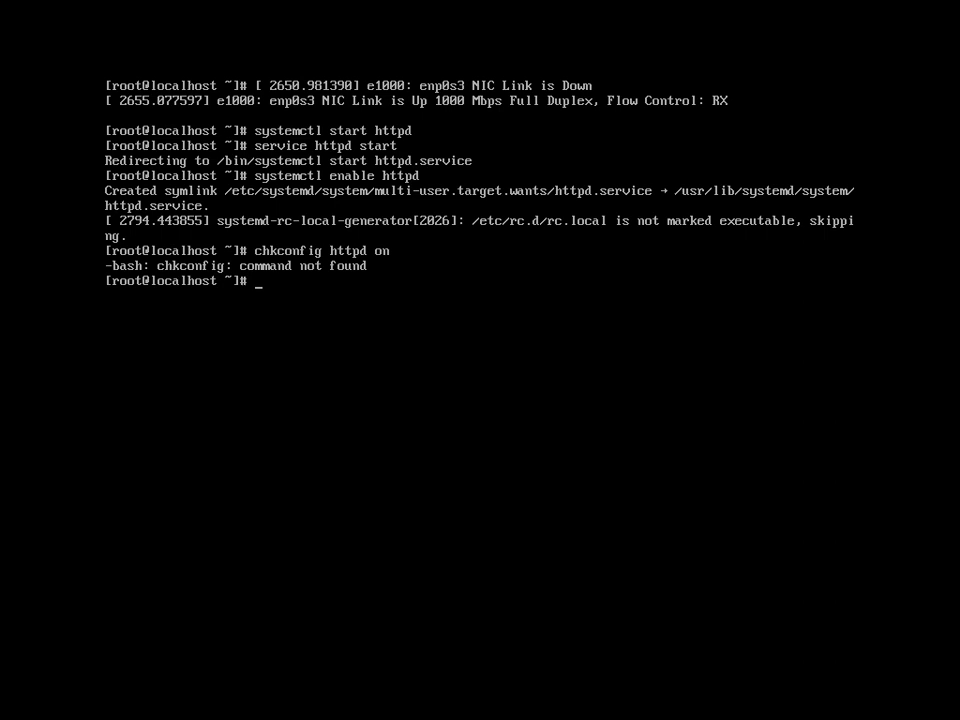 [root@localhost ~]# [ 2650.981390] e1000: enp0s3 NIC Link is Down
[ 2655.077597] e1000: enp0s3 NIC Link is Up 1000 Mbps Full Duplex, Flow Control: RX
[root@localhost ~]# systemctl start httpd
[root@localhost ~]# service httpd start
Redirecting to /bin/systemctl start httpd.service
[root@localhost ~]# systemctl enable httpd
Created symlink /etc/systemd/system/multi-user.target.wants/httpd.service → /usr/lib/systemd/system/
httpd.service.
[ 2794.443855] systemd-rc-local-generator[2026]: /etc/rc.d/rc.local is not marked executable, skippi
ng.
[root@localhost ~]# chkconfig httpd on
-bash: chkconfig: command not found
[root@localhost ~]# _